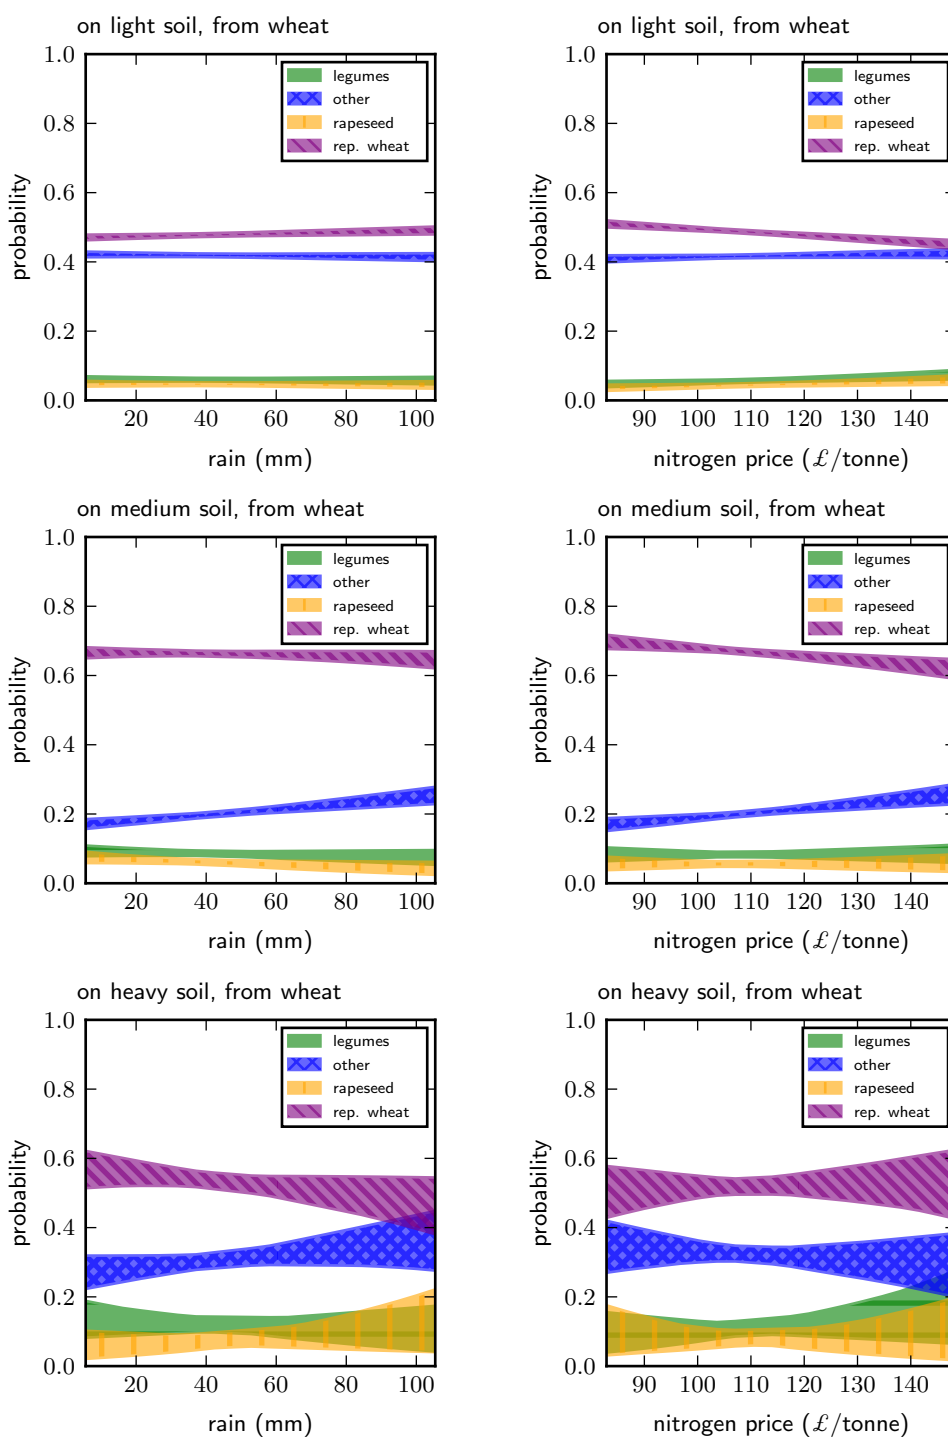 on light soil, from wheat
1.0
0.8
0.6
0.4
0.2
0.0
probability
legumes
other
rapeseed
rep. wheat
20 40 60 80 100
rain (mm)
on light soil, from wheat
1.0
0.8
0.6
0.4
0.2
0.0
probability
legumes
other
rapeseed
rep. wheat
90 100 110 120 130 140
nitrogen price (£/tonne)
on medium soil, from wheat
1.0
0.8
0.6
0.4
0.2
0.0
probability
legumes
other
rapeseed
rep. wheat
20 40 60 80 100
rain (mm)
on medium soil, from wheat
1.0
0.8
0.6
0.4
0.2
0.0
probability
legumes
other
rapeseed
rep. wheat
90 100 110 120 130 140
nitrogen price (£/tonne)
on heavy soil, from wheat
1.0
0.8
0.6
0.4
0.2
0.0
probability
legumes
other
rapeseed
rep. wheat
20 40 60 80 100
rain (mm)
on heavy soil, from wheat
1.0
0.8
0.6
0.4
0.2
0.0
probability
legumes
other
rapeseed
rep. wheat
90 100 110 120 130 140
nitrogen price (£/tonne)